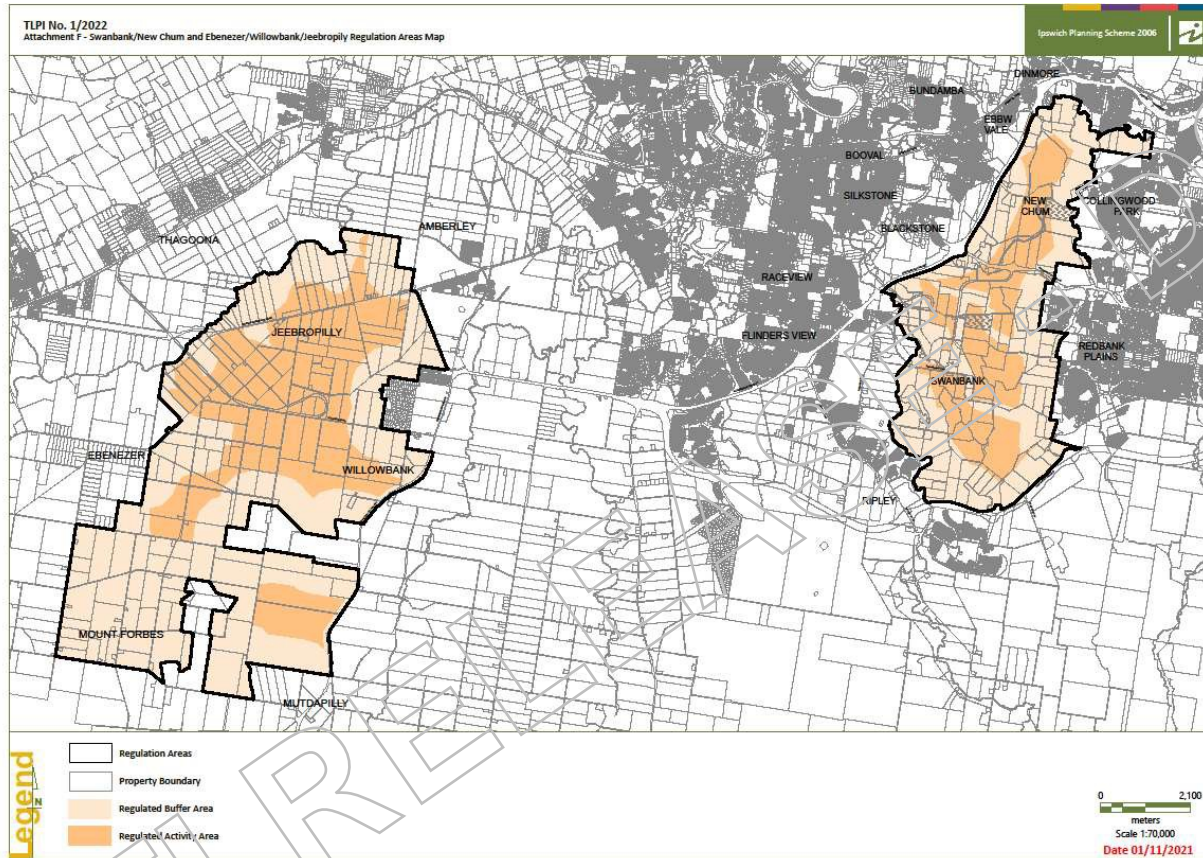 TLPI No. 1/2022
Attachment F - Swanbank/New Chum and Ebenezer/Willowbank/Jeebropily Regulation Areas Map
Ipswich Planning Scheme 2006
DINMORE
BUNDAMBA
EBBW
VALE
BOOVAL
SILKSTONE
NEW
CHUM
COLLINGWOOD
PARK
BLACKSTONE
AMBERLEY
THAGOONA
RACEVIEW
JEEBROPILLY
FLINDERS VIEW
REDBANK
PLAINS
SWANBANK
EBENEZER
WILLOWBANK
RIPLEY
MOUNT FORBES
MUTDAPILLY
RELEASED
Legend
N
Regulation Areas
Property Boundary
Regulated Buffer Area
Regulated Activity Area
0 2,100
meters
Scale 1:70,000
Date 01/11/2021